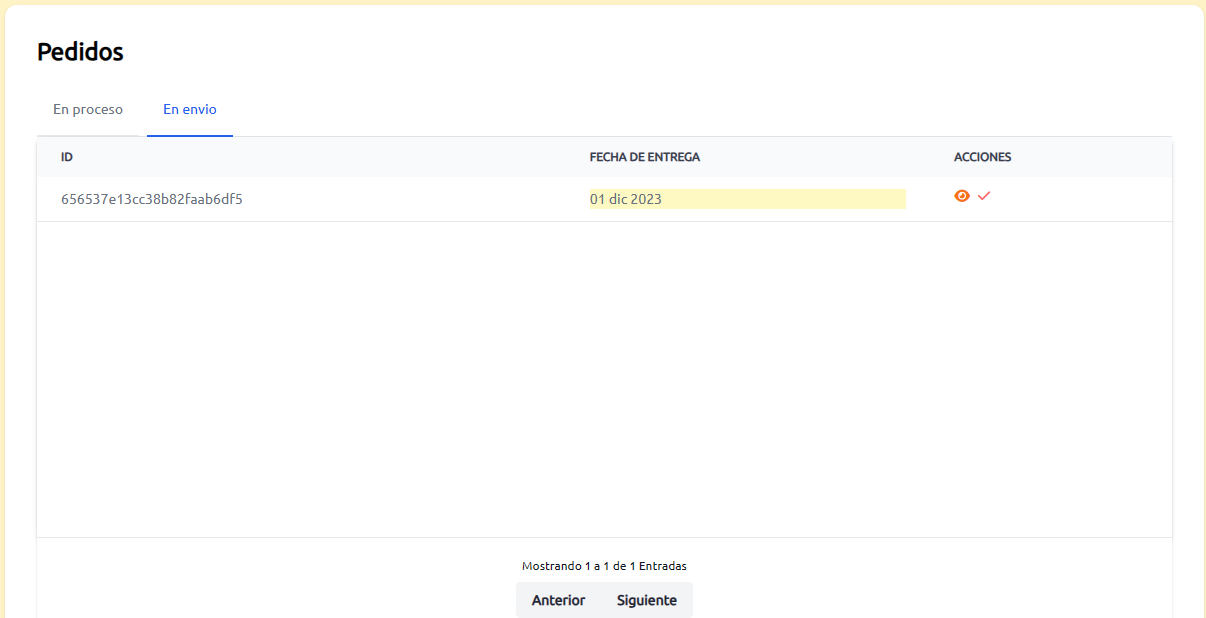 Pedidos
En proceso En envio
ID FECHA DE ENTREGA ACCIONES
656537e13cc38b82faab6df5 01 dic 2023
Mostrando 1 a 1 de 1 Entradas
Anterior Siguiente